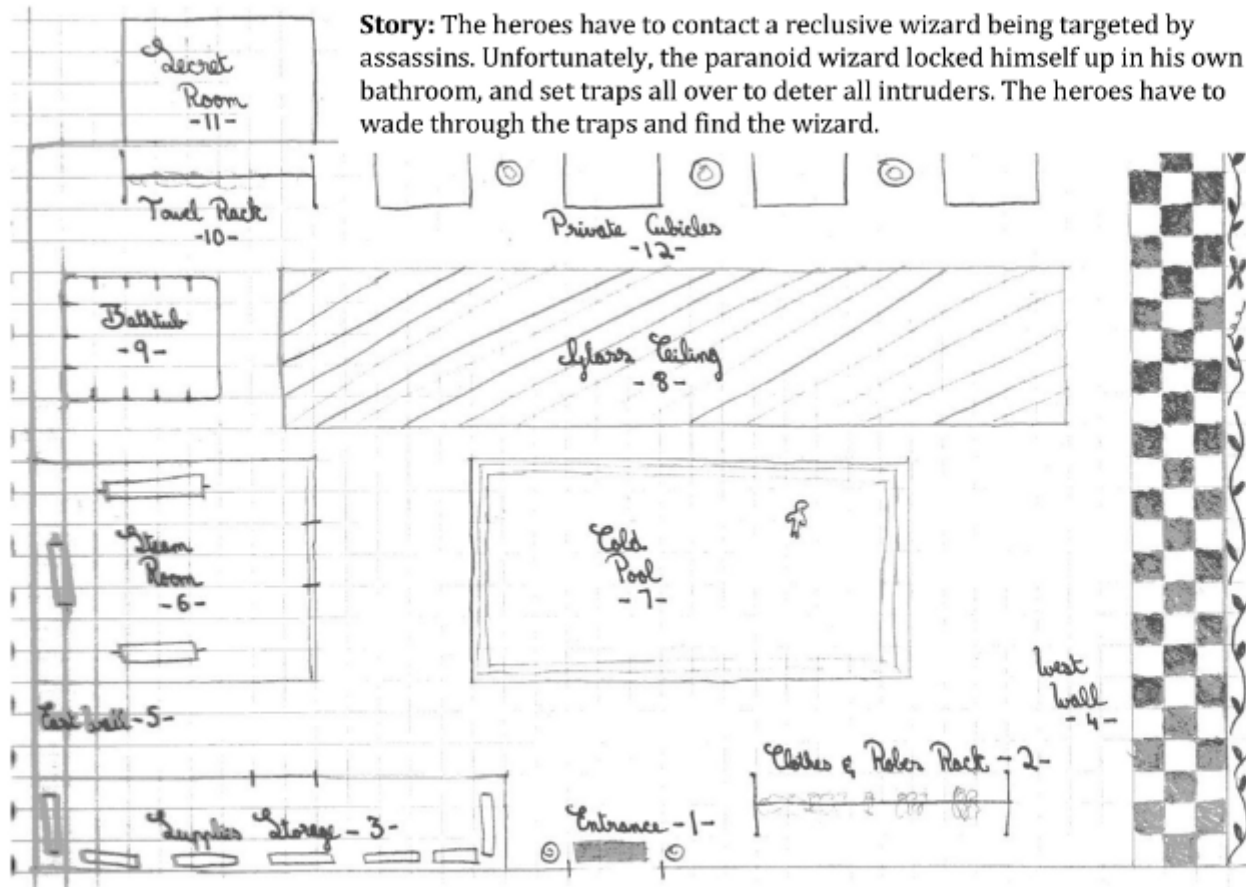 Story: The heroes have to contact a reclusive wizard being targeted by
assassins. Unfortunately, the paranoid wizard locked himself up in his own
bathroom, and set traps all over to deter all intruders. The heroes have to
wade through the traps and find the wizard.
Secret
Room
-11-
Towel Rack
-10-
Private Cubicles
-12-
Bathtub
-9-
Glass Ceiling
-8-
Steam
Room
-6-
Cold
Pool
-7-
West
Wall
-4-
East Wall -5-
Clothes & Robes Rack -2-
Supplies Storage -3-
Entrance -1-